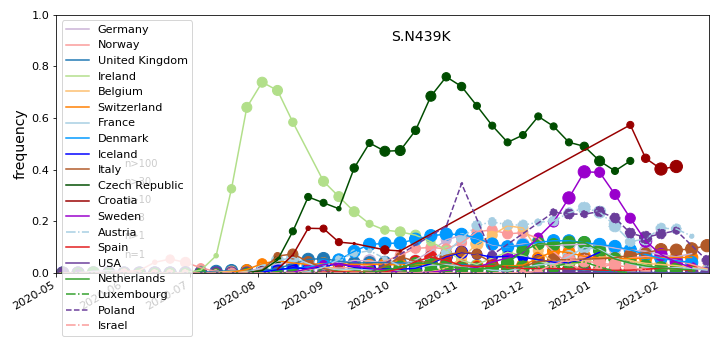 S.N439K
frequency
1.0
0.8
0.6
0.4
0.2
0.0
Germany
Norway
United Kingdom
Ireland
Belgium
Switzerland
France
Denmark
Iceland
Italy
Czech Republic
Croatia
Sweden
Austria
Spain
USA
Netherlands
Luxembourg
Poland
Israel
n>100
n=1
2020-05
2020-07
2020-08
2020-09
2020-10
2020-11
2020-12
2021-01
2021-02